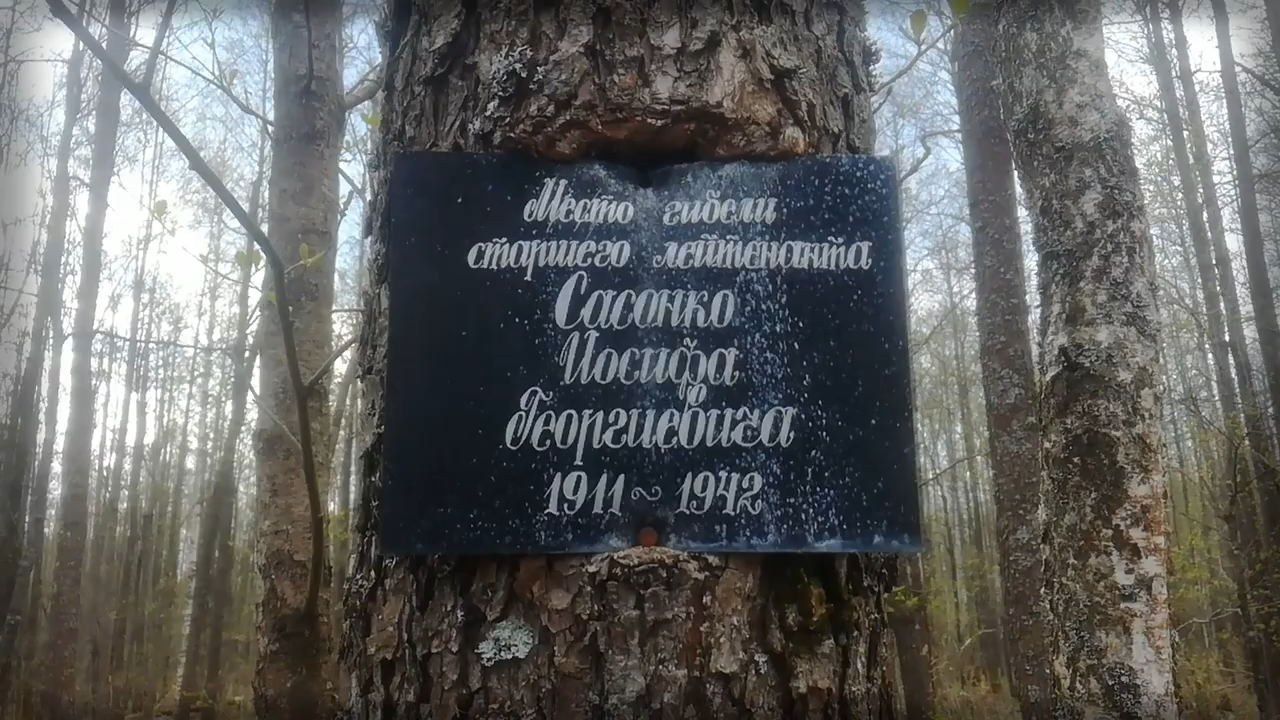 Место гибели
старшего лейтенанта
Сасонко
Иосифа
Георгиевича
1911 ~ 1942